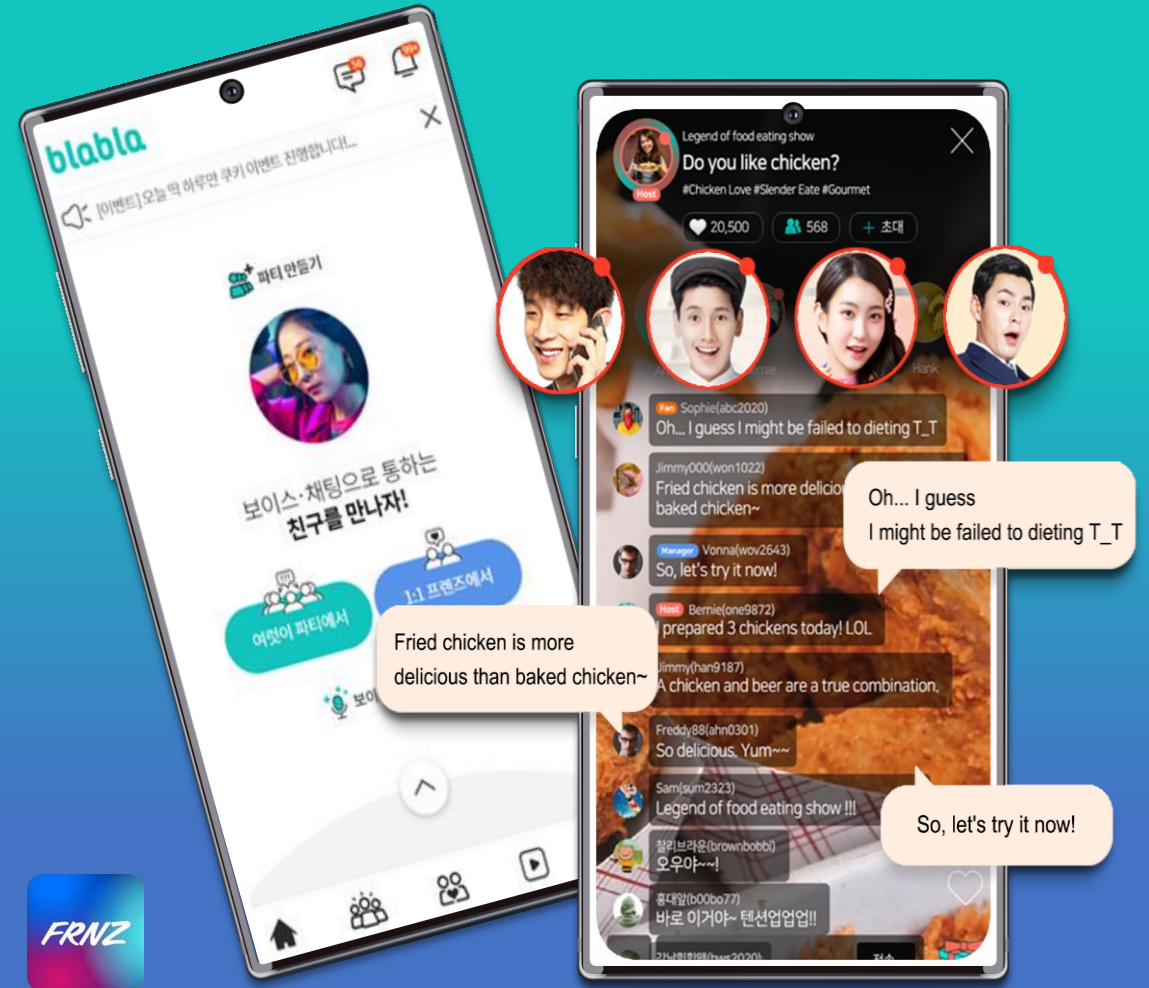 56
99+
blabla
[이벤트] 오늘 딱 하루만 쿠키 이벤트 진행합니다!...
파티 만들기
보이스·채팅으로 통하는
친구를 만나자!
여럿이 파티에서
1:1 프렌즈에서
보이
FRNZ
Legend of food eating show
Do you like chicken?
#Chicken Love #Slender Eate #Gourmet
Host
20,500
568
+ 초대
Hank
Fan Sophie(abc2020)
Oh... I guess I might be failed to dieting T_T
Jimmy000(won1022)
Fried chicken is more delicio
baked chicken~
Manager Vonna(wov2643)
So, let's try it now!
Host Bernie(one9872)
I prepared 3 chickens today! LOL
Jimmy(han9187)
A chicken and beer are a true combination.
Freddy88(ahn0301)
So delicious. Yum~~
Sam(sum2323)
Legend of food eating show !!!
찰리브라운(brownbobbi)
오우야~~!
홍대앞(b00bo77)
바로 이거야~ 텐션업업업!!
Oh... I guess
I might be failed to dieting T_T
Fried chicken is more
delicious than baked chicken~
So, let's try it now!